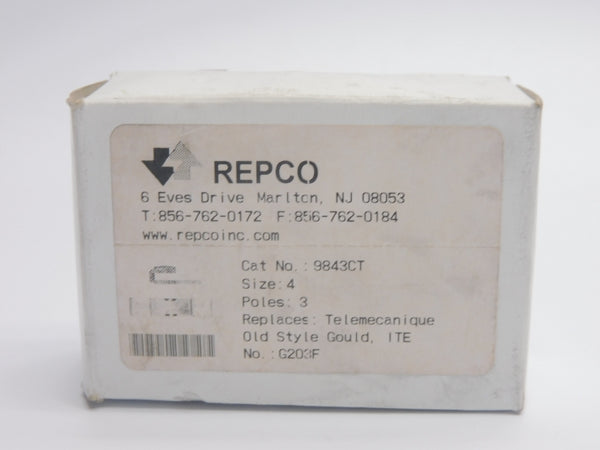 REPCO
6 Eves Drive Marlton, NJ 08053
T:856-762-0172 F:856-762-0184
www.repcoinc.com
Cat No.: 9843CT
Size: 4
Poles: 3
Replaces: Telemecanique
Old Style Gould, ITE
No.: G203F